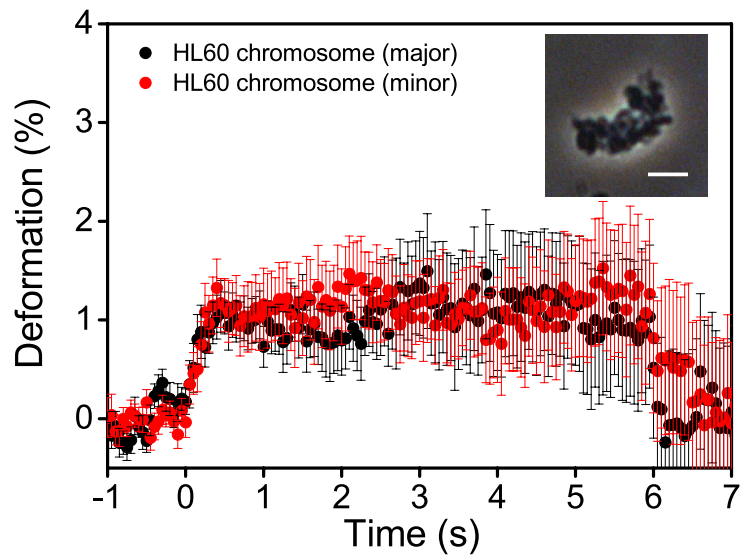 4
3
2
1
0
Deformation (%)
HL60 chromosome (major)
HL60 chromosome (minor)
-1 0 1 2 3 4 5 6 7
Time (s)